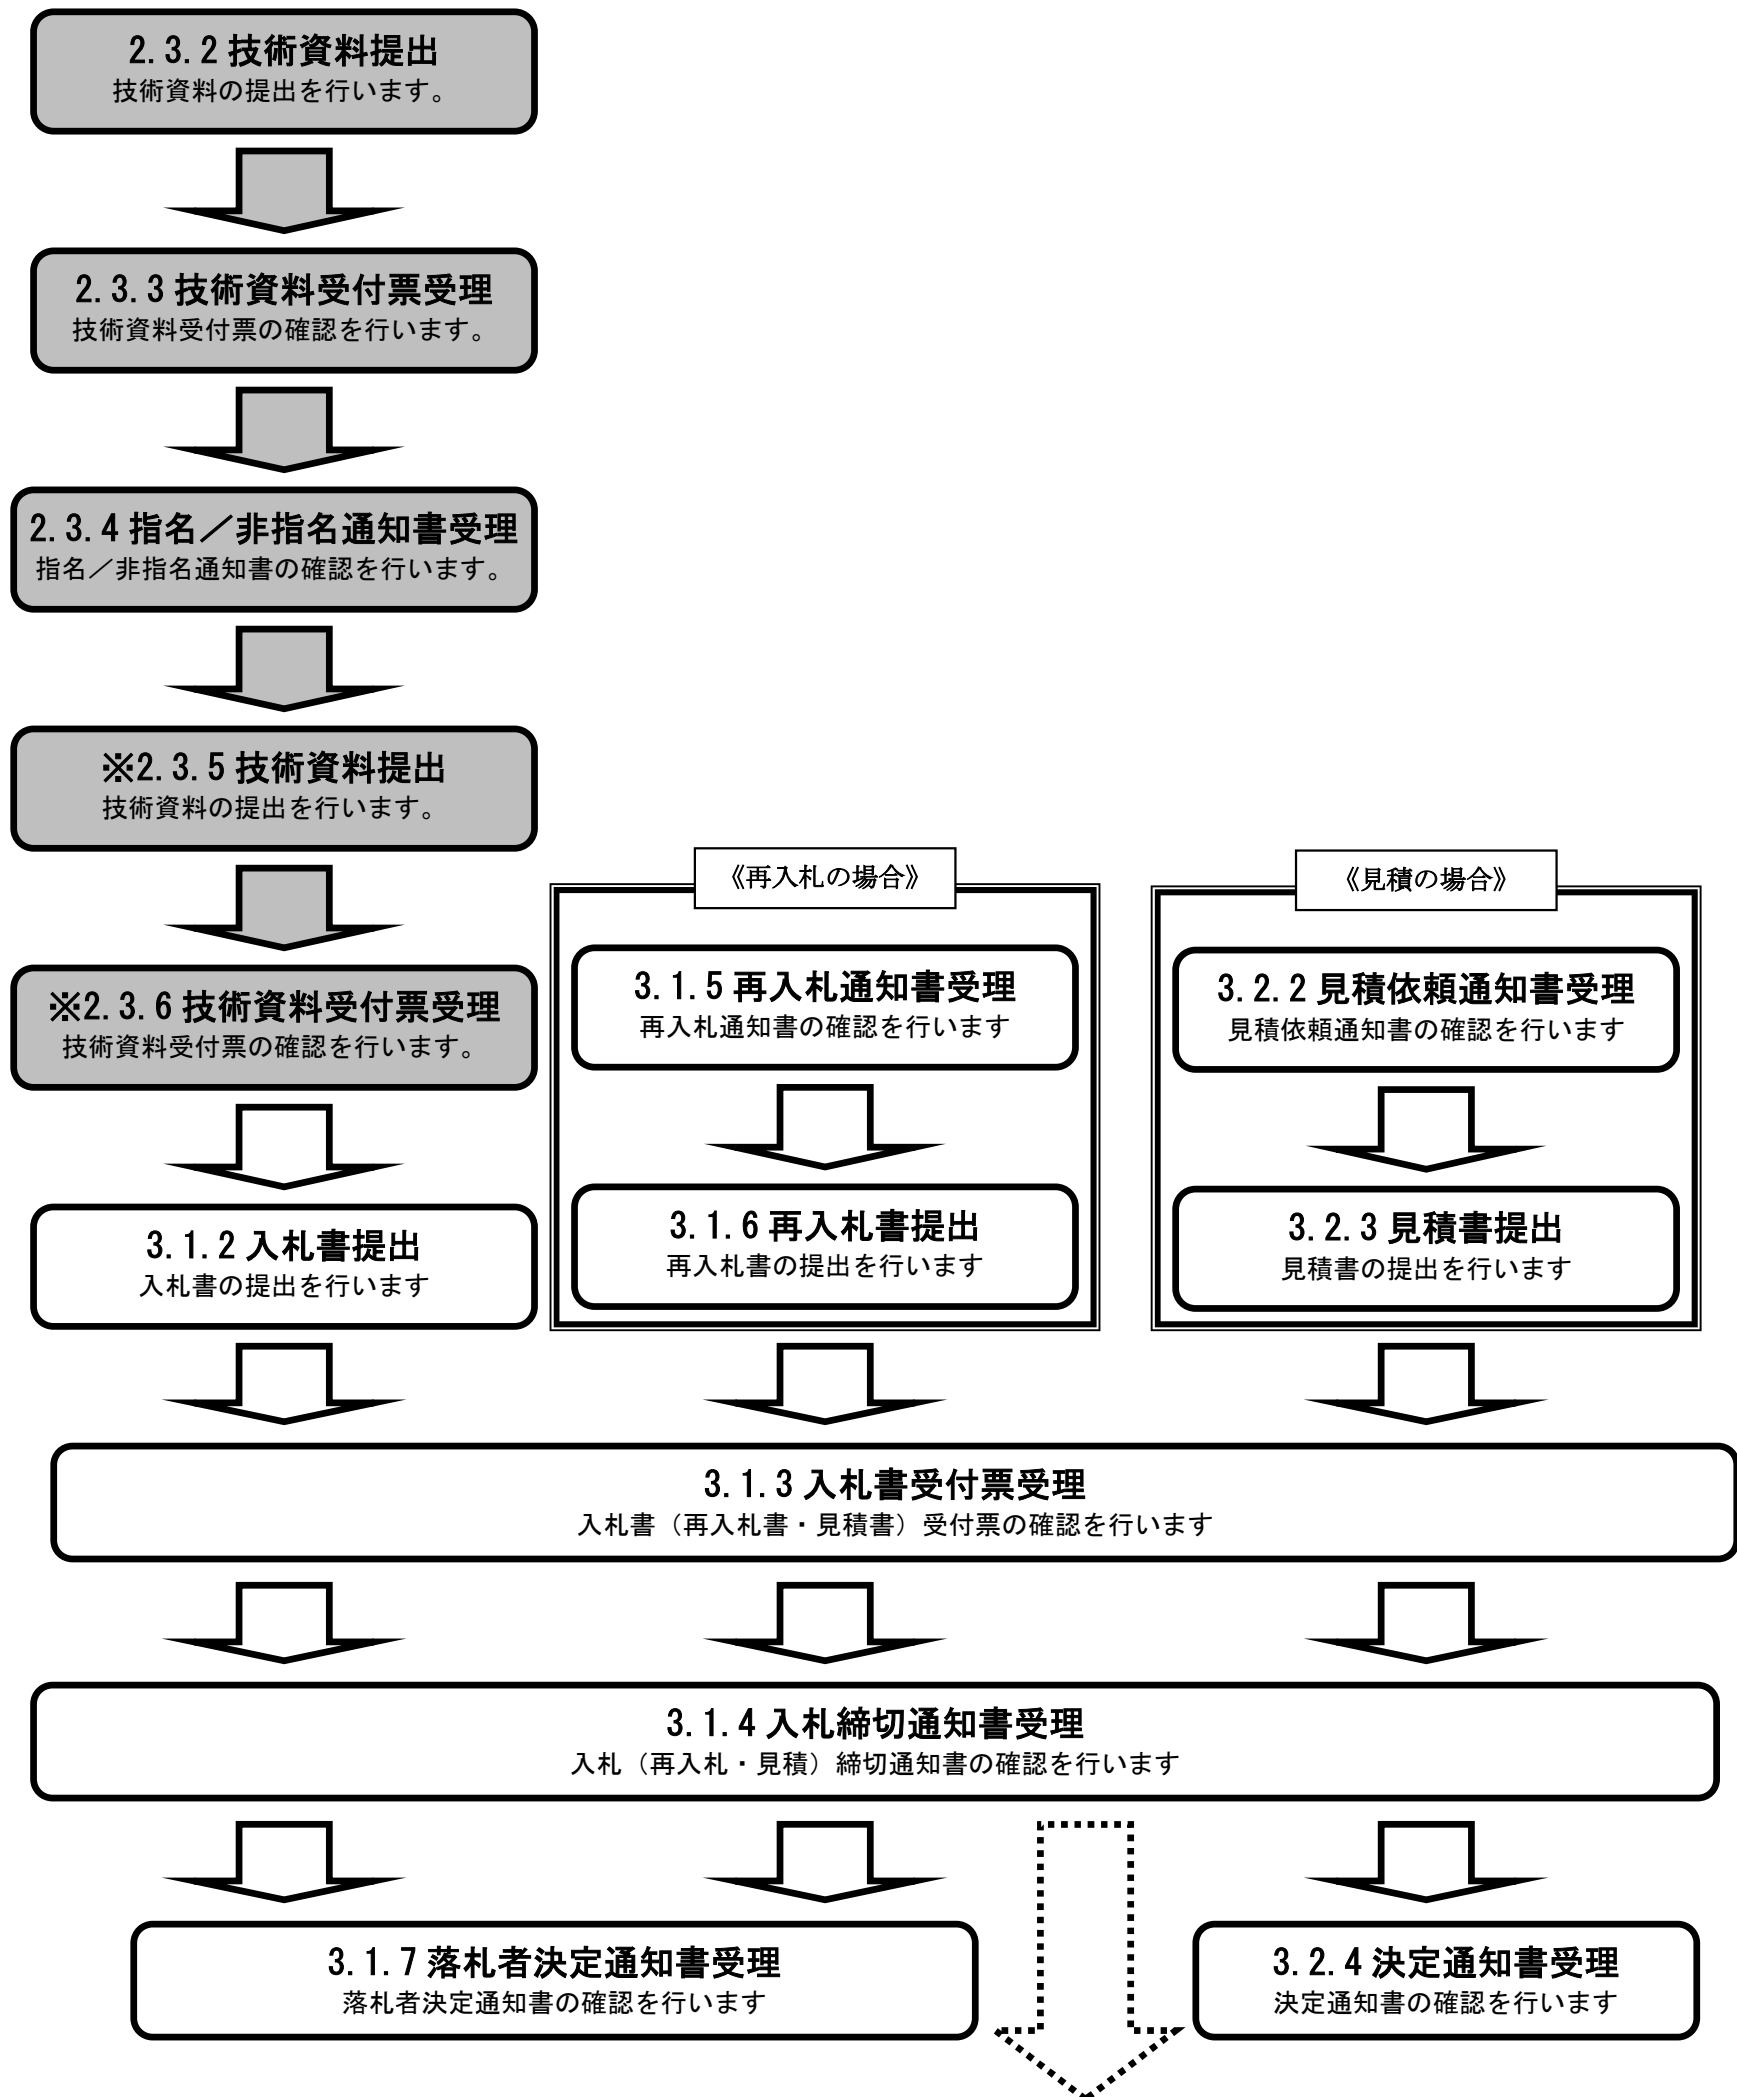 2.3.2 技術資料提出
技術資料の提出を行います。
2.3.3 技術資料受付票受理
技術資料受付票の確認を行います。
2.3.4 指名／非指名通知書受理
指名／非指名通知書の確認を行います。
※2.3.5 技術資料提出
技術資料の提出を行います。
※2.3.6 技術資料受付票受理
技術資料受付票の確認を行います。
3.1.2 入札書提出
入札書の提出を行います
《再入札の場合》
3.1.5 再入札通知書受理
再入札通知書の確認を行います
3.1.6 再入札書提出
再入札書の提出を行います
《見積の場合》
3.2.2 見積依頼通知書受理
見積依頼通知書の確認を行います
3.2.3 見積書提出
見積書の提出を行います
3.1.3 入札書受付票受理
入札書（再入札書・見積書）受付票の確認を行います
3.1.4 入札締切通知書受理
入札（再入札・見積）締切通知書の確認を行います
3.1.7 落札者決定通知書受理
落札者決定通知書の確認を行います
3.2.4 決定通知書受理
決定通知書の確認を行います